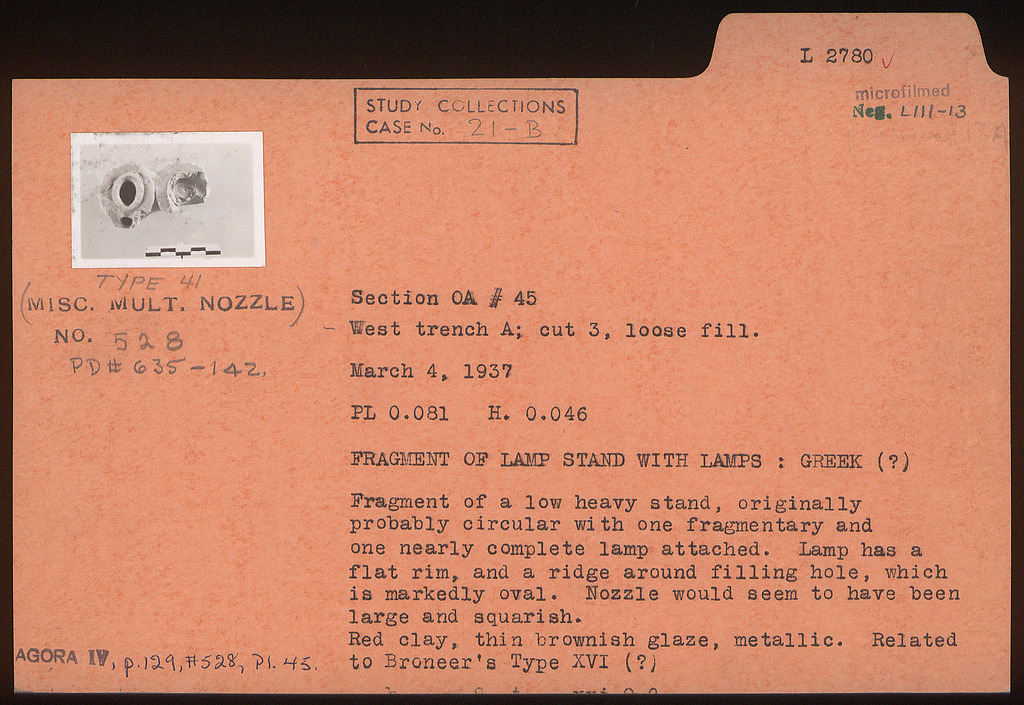 L 2780 ✓
microfilmed
Neg. LIII-13
STUDY COLLECTIONS
CASE No. 21-B
TYPE 41
(MISC. MULT. NOZZLE)
NO. 528
PD# 635-142.
Section OA # 45
West trench A; cut 3, loose fill.
March 4, 1937
PL 0.081 H. 0.046
FRAGMENT OF LAMP STAND WITH LAMPS : GREEK (?)
Fragment of a low heavy stand, originally
probably circular with one fragmentary and
one nearly complete lamp attached. Lamp has a
flat rim, and a ridge around filling hole, which
is markedly oval. Nozzle would seem to have been
large and squarish.
Red clay, thin brownish glaze, metallic. Related
to Broneer's Type XVI (?)
AGORA IV, p.129, #528, Pl. 45.